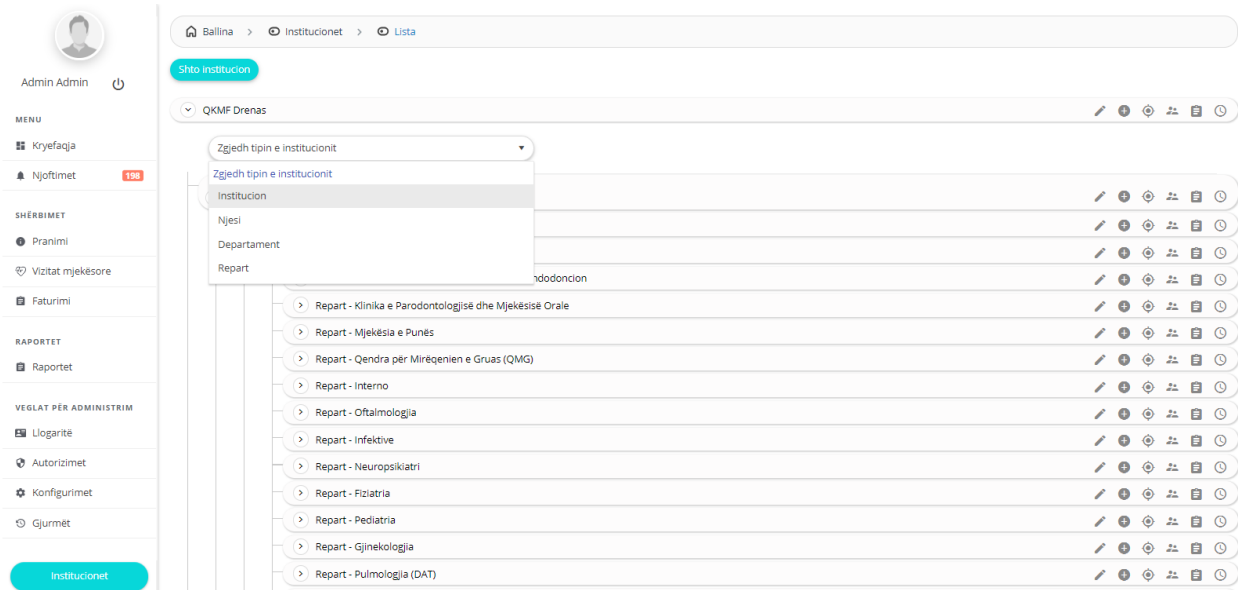 Ballina > Institucionet > Lista
Shto institucion
Admin Admin
MENU
Kryefaqja
Njoftimet 198
SHËRBIMET
Pranimi
Vizitat mjekësore
Faturimi
RAPORTET
Raportet
VEGLAT PËR ADMINISTRIM
Llogaritë
Autorizimet
Konfigurimet
Gjurmët
Institucionet
QKMF Drenas
Zgjedh tipin e institucionit
Zgjedh tipin e institucionit
Institucion
Njesi
Departament
Repart
Repart - Klinika e Parodontologjisë dhe Mjekësisë Orale
Repart - Mjekësia e Punës
Repart - Qendra për Mirëqenien e Gruas (QMG)
Repart - Interno
Repart - Oftalmologjia
Repart - Infektive
Repart - Neuropsikiatri
Repart - Fiziatria
Repart - Pediatria
Repart - Gjinekologjia
Repart - Pulmologjia (DAT)